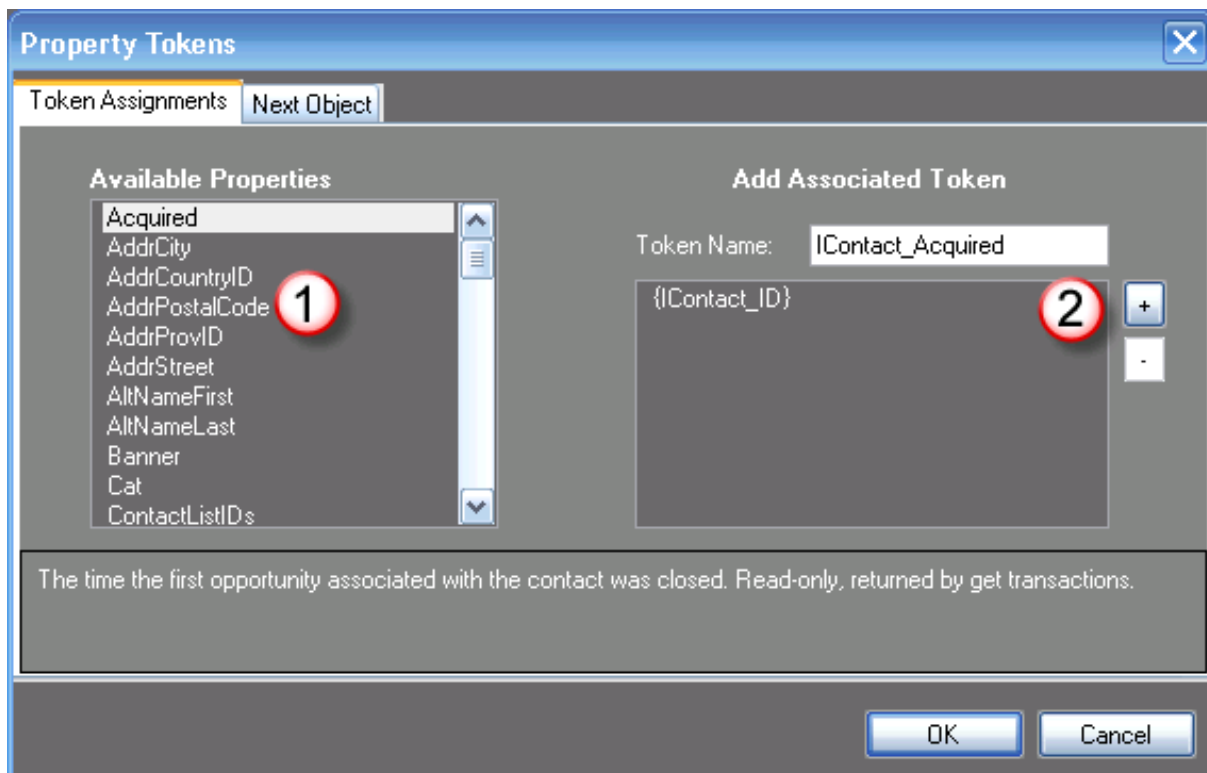 Property Tokens
Token Assignments
Next Object
Available Properties
Add Associated Token
Acquired
AddrCity
AddrCountryID
AddrPostalCode
AddrProvID
AddrStreet
AltNameFirst
AltNameLast
Banner
Cat
ContactListIDs
1
Token Name:
IContact_Acquired
{IContact_ID}
2
+
-
The time the first opportunity associated with the contact was closed. Read-only, returned by get transactions.
OK
Cancel